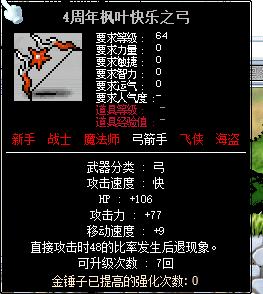 4周年枫叶快乐之弓
要求等级: 64
要求力量: 0
要求敏捷: 0
要求智力: 0
要求运气: 0
要求人气度: -
道具等级: -
道具经验值: -
新手 战士 魔法师 弓箭手 飞侠 海盗
武器分类 : 弓
攻击速度 : 快
HP : +106
攻击力 : +77
移动速度 : +9
直接攻击时48的比率发生后退现象。
可升级次数 : 7回
金锤子已提高的强化次数: 0